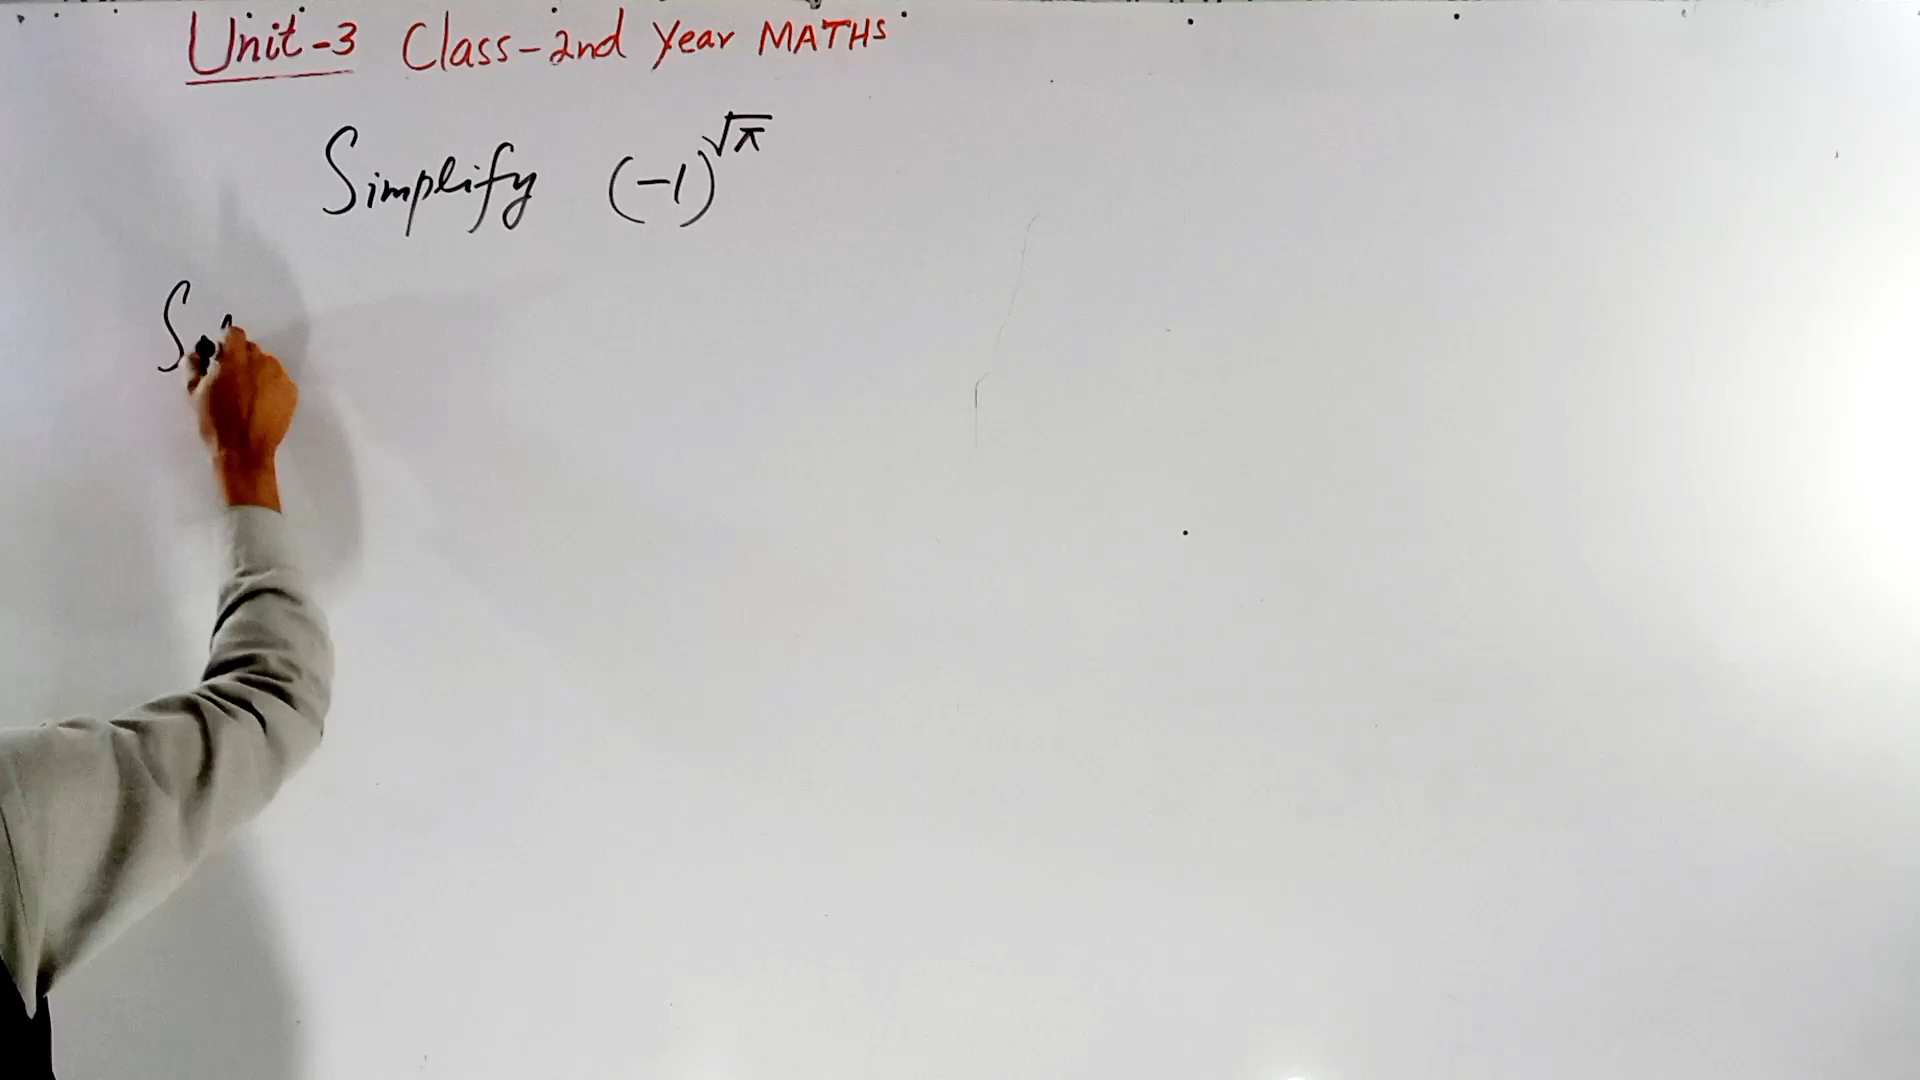 Unit-3 Class-2nd Year MATHS
Simplify (-1)^√π